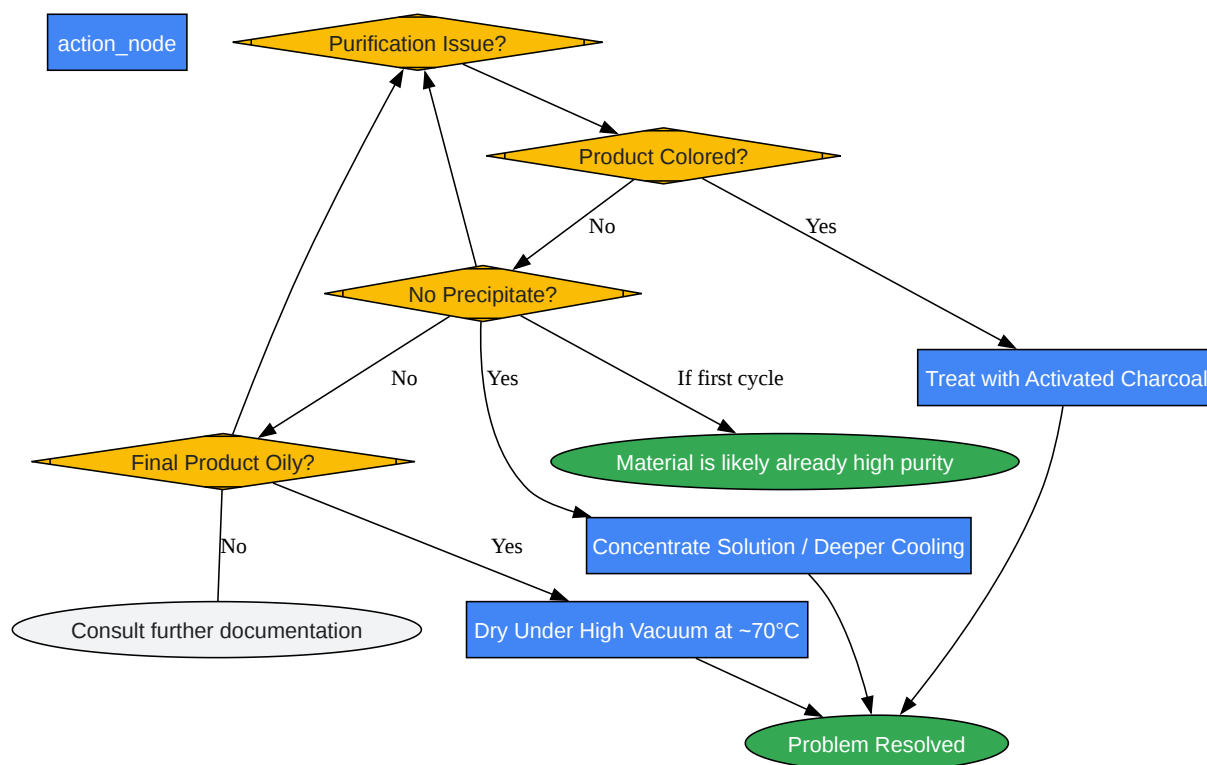 action_node
Purification Issue?
Product Colored?
No
Yes
No Precipitate?
No
Yes
If first cycle
Treat with Activated Charcoal
Final Product Oily?
Material is likely already high purity
No
Yes
Concentrate Solution / Deeper Cooling
Consult further documentation
Dry Under High Vacuum at ~70°C
Problem Resolved